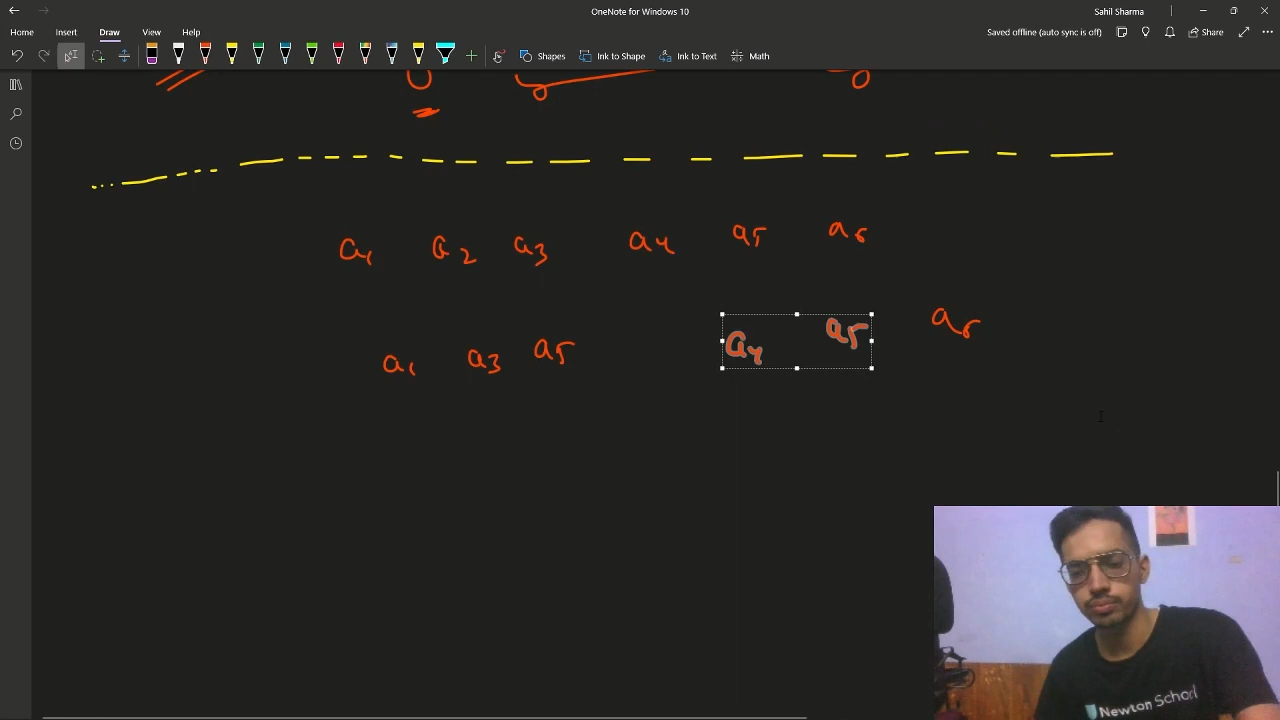 OneNote for Windows 10
Sahil Sharma
Home Insert Draw View Help
Saved offline (auto sync is off)
Share
Shapes Ink to Shape Ink to Text Math
a1 a2 a3 a4 a5 a6
a1 a3 a5 a4 a5 a6
Newton School